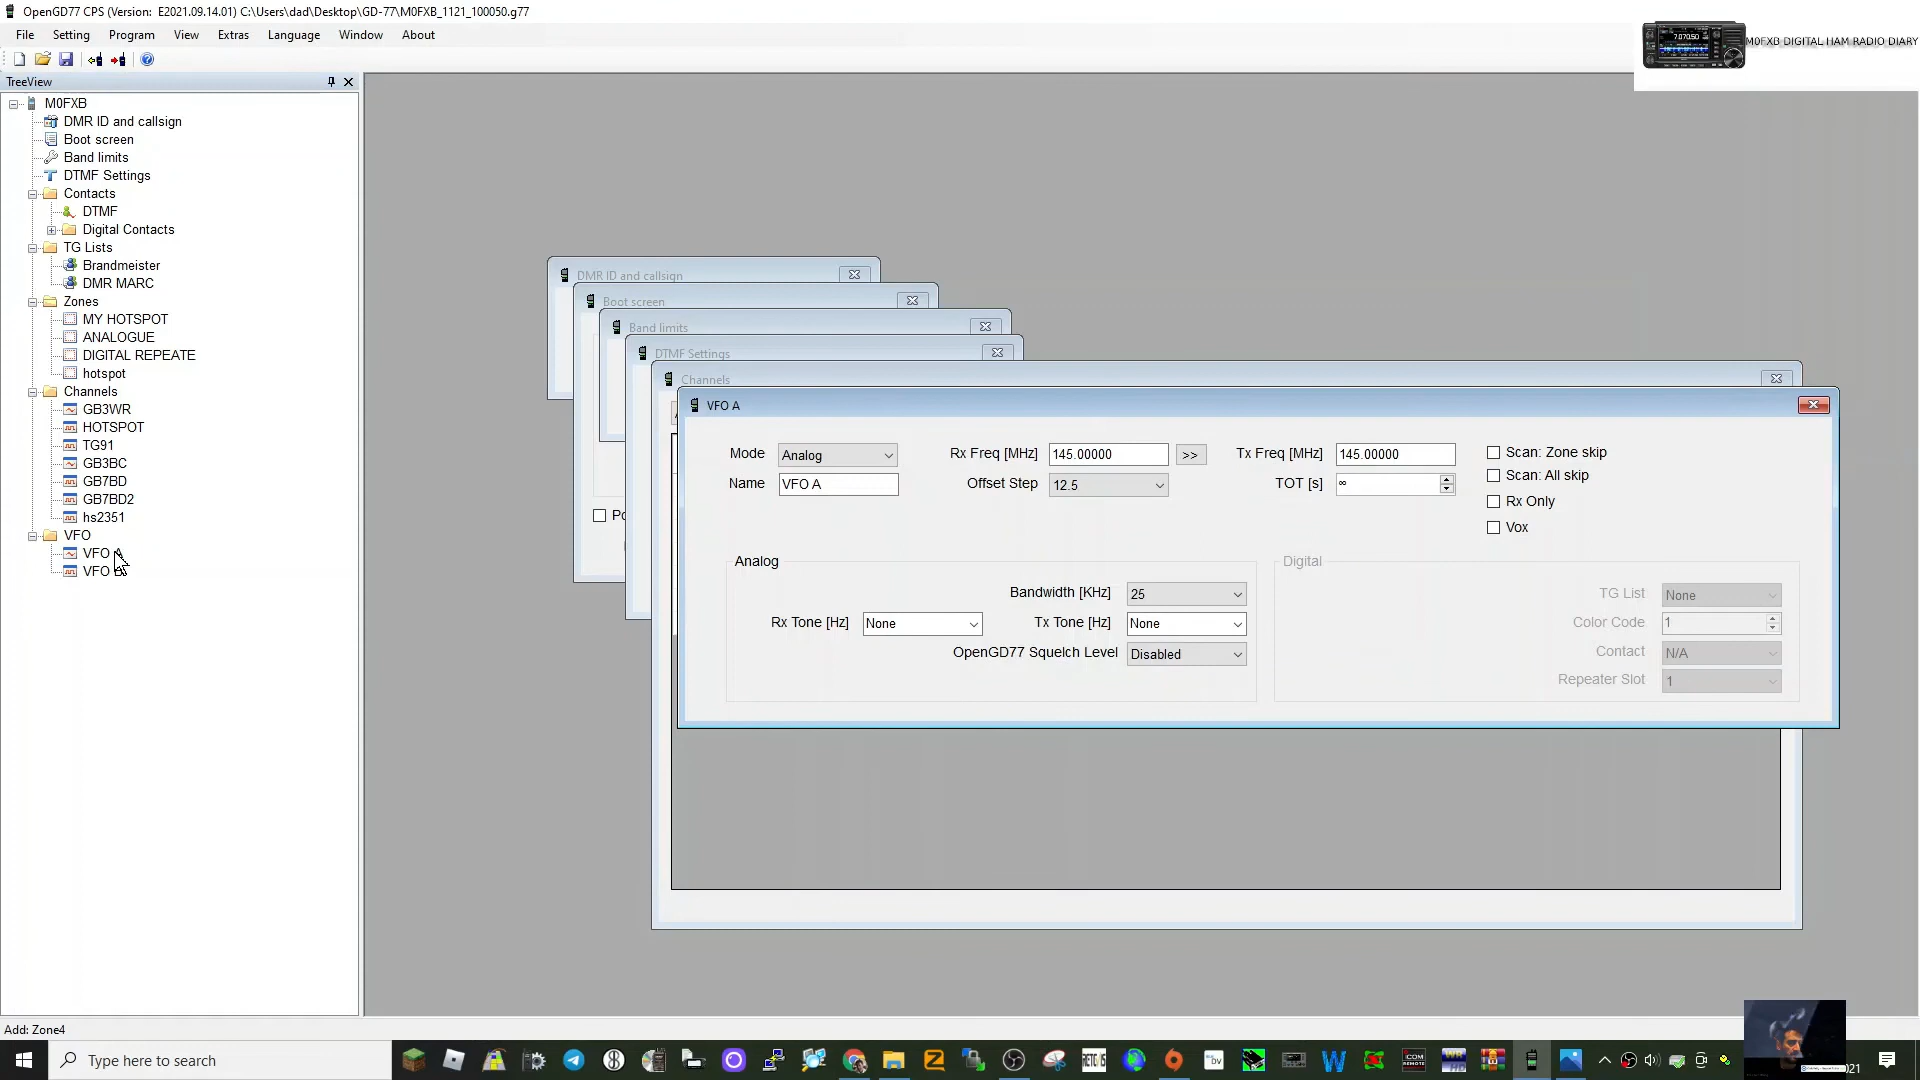 OpenGD77 CPS (Version: E2021.09.14.01) C:\Users\dad\Desktop\GD-77\M0FXB_1121_100050.g77
File Setting Program View Extras Language Window About
7.070.50
M0FXB DIGITAL HAM RADIO DIARY
TreeView
M0FXB
DMR ID and callsign
Boot screen
Band limits
DTMF Settings
Contacts
DTMF
Digital Contacts
TG Lists
Brandmeister
DMR MARC
Zones
MY HOTSPOT
ANALOGUE
DIGITAL REPEATE
hotspot
Channels
GB3WR
HOTSPOT
TG91
GB3BC
GB7BD
GB7BD2
hs2351
VFO
VFO A
VFO B
DMR ID and callsign
Boot screen
Band limits
DTMF Settings
Channels
VFO A
Mode Analog Rx Freq [MHz] 145.00000 >> Tx Freq [MHz] 145.00000 Scan: Zone skip
Name VFO A Offset Step 12.5 TOT [s] ∞ Scan: All skip
Rx Only
Vox
Analog
Bandwidth [KHz] 25
Rx Tone [Hz] None Tx Tone [Hz] None
OpenGD77 Squelch Level Disabled
Digital
TG List None
Color Code 1
Contact N/A
Repeater Slot 1
Add: Zone4
Type here to search